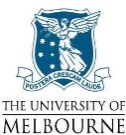 POSTERA CRESCAM LAUDE
THE UNIVERSITY OF
MELBOURNE